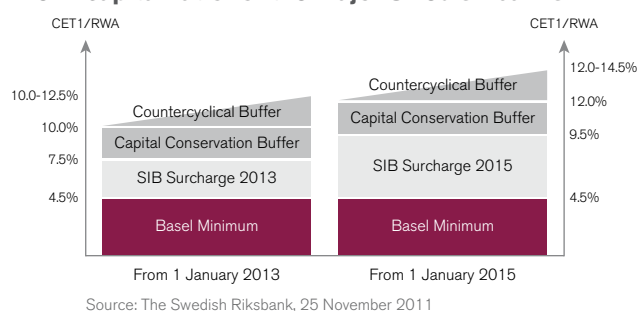 CET1/RWA
CET1/RWA
12.0-14.5%
10.0-12.5%
Countercyclical Buffer
Countercyclical Buffer
12.0%
10.0%
Capital Conservation Buffer
Capital Conservation Buffer
9.5%
7.5%
SIB Surcharge 2013
SIB Surcharge 2015
4.5%
4.5%
Basel Minimum
Basel Minimum
From 1 January 2013
From 1 January 2015
Source: The Swedish Riksbank, 25 November 2011